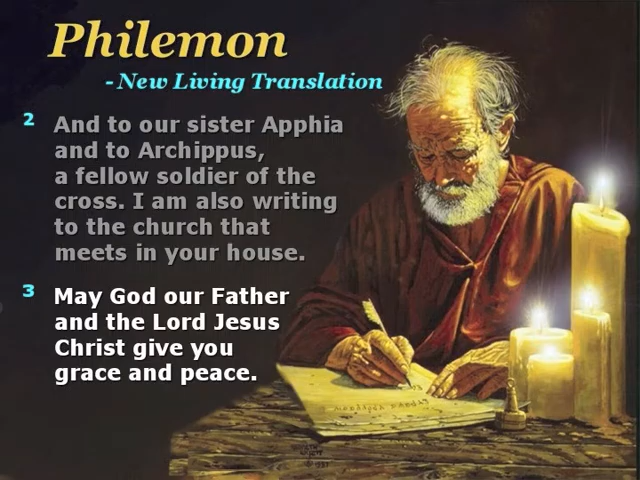 Philemon
- New Living Translation
2 And to our sister Apphia
and to Archippus,
a fellow soldier of the
cross. I am also writing
to the church that
meets in your house.
3 May God our Father
and the Lord Jesus
Christ give you
grace and peace.